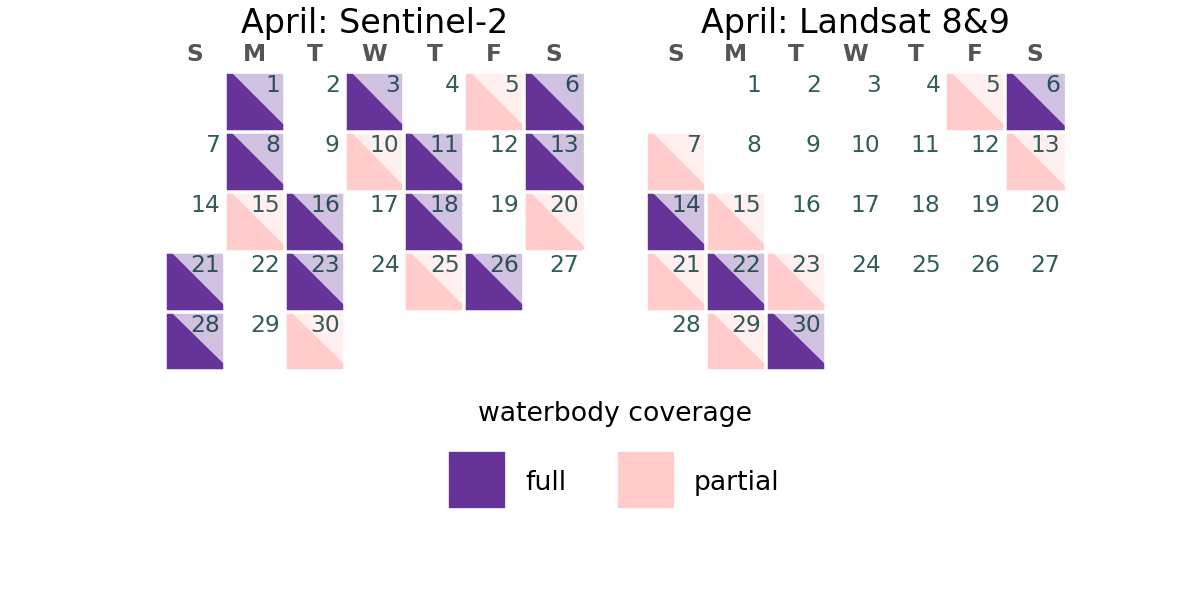 April: Sentinel-2
S M T W T F S
1 2 3 4 5 6
7 8 9 10 11 12 13
14 15 16 17 18 19 20
21 22 23 24 25 26 27
28 29 30
April: Landsat 8&9
S M T W T F S
1 2 3 4 5 6
7 8 9 10 11 12 13
14 15 16 17 18 19 20
21 22 23 24 25 26 27
28 29 30
waterbody coverage
full partial